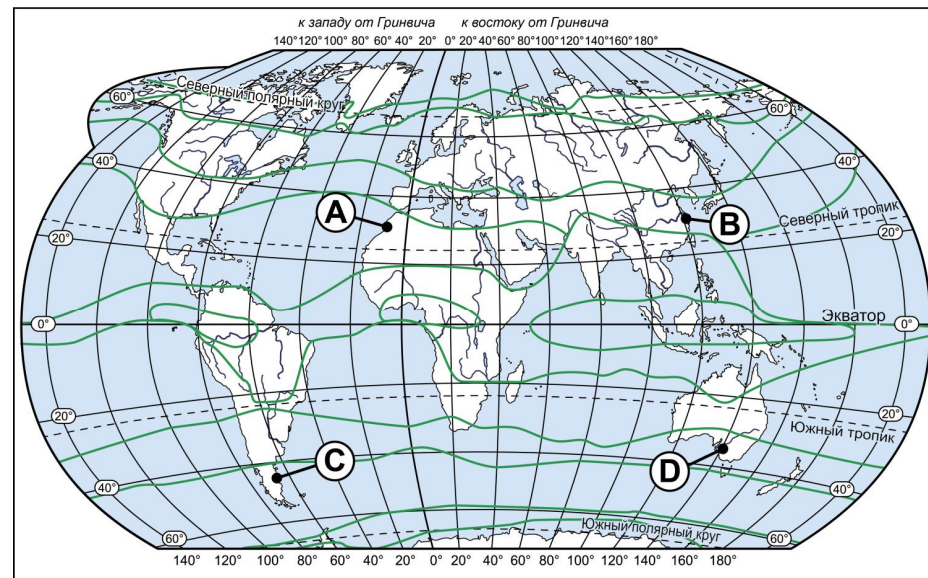 к западу от Гринвича к востоку от Гринвича
140° 120° 100° 80° 60° 40° 20° 0° 20° 40° 60° 80° 100° 120° 140° 160° 180°
Северный полярный круг
60° 60°
40° 40°
A B
Северный тропик
20° 20°
Экватор
0° 0°
20° 20°
Южный тропик
C D
40° 40°
Южный полярный круг
60° 60°
140° 120° 100° 80° 60° 40° 20° 0° 20° 40° 60° 80° 100° 120° 140° 160° 180°